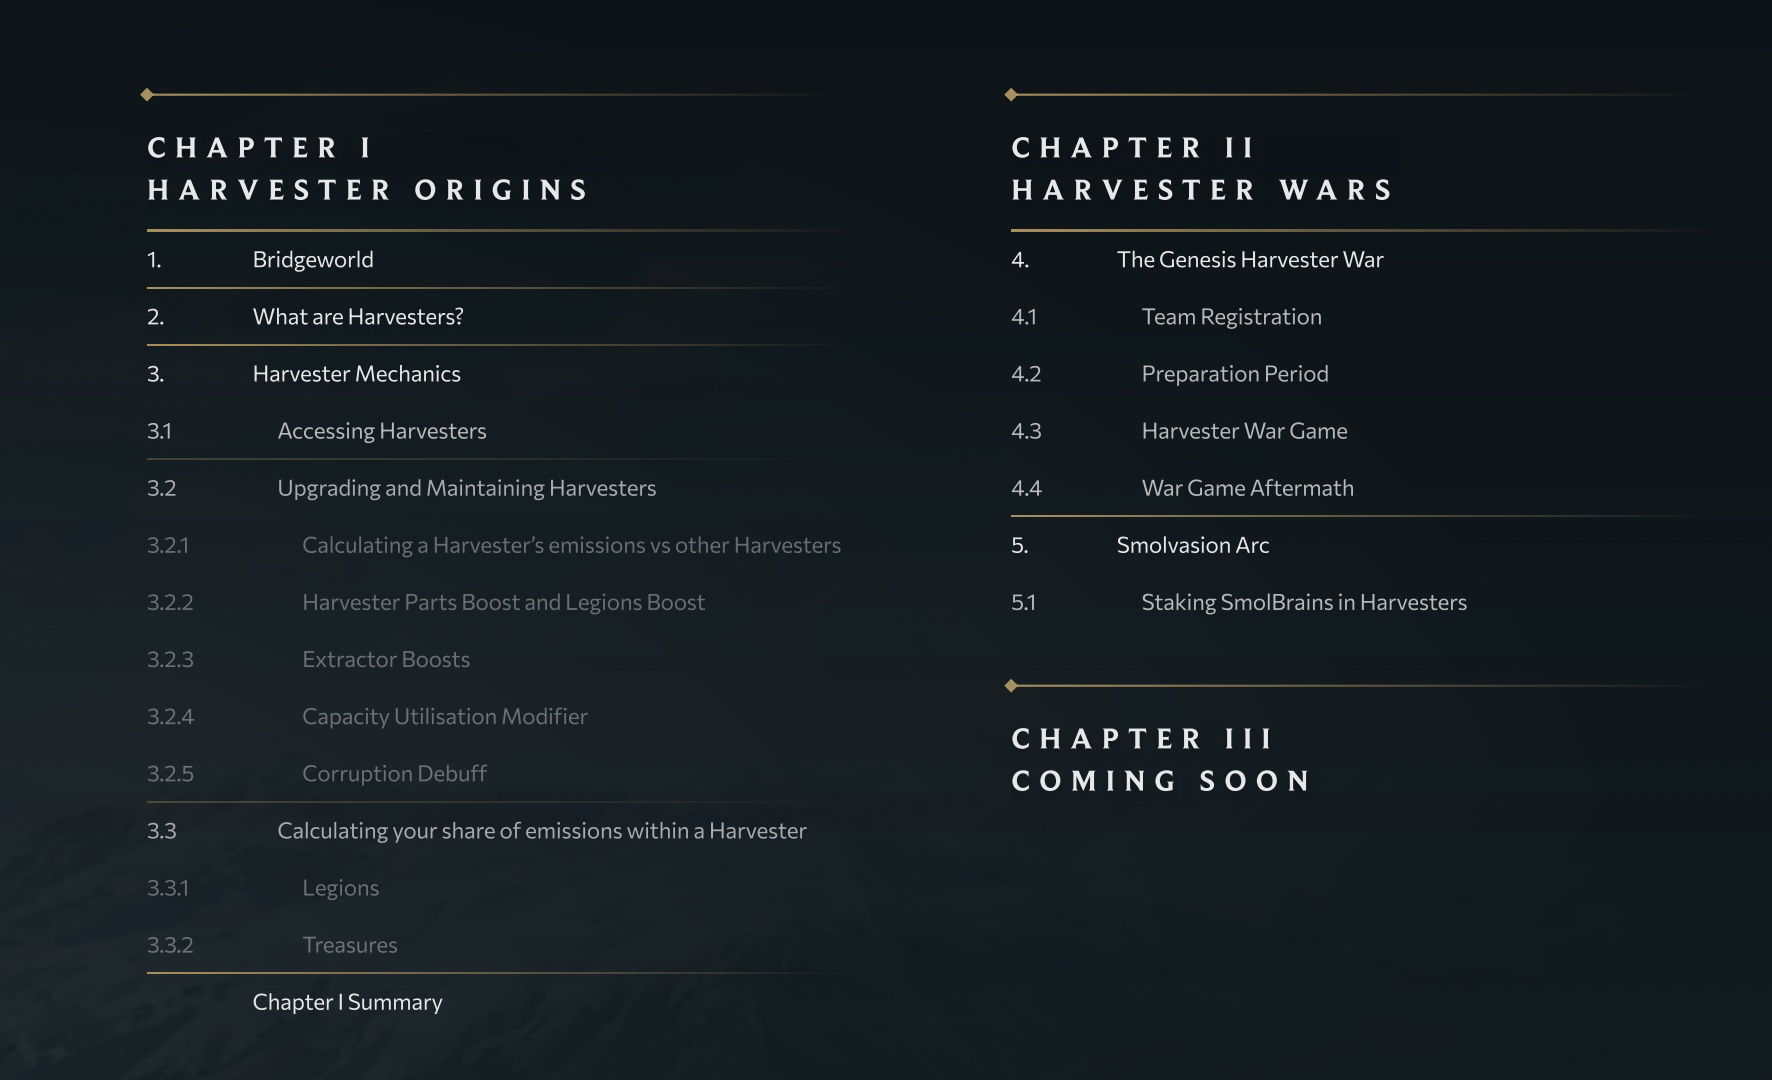 CHAPTER I
HARVESTER ORIGINS
1. Bridgeworld
2. What are Harvesters?
3. Harvester Mechanics
3.1 Accessing Harvesters
3.2 Upgrading and Maintaining Harvesters
3.2.1 Calculating a Harvester’s emissions vs other Harvesters
3.2.2 Harvester Parts Boost and Legions Boost
3.2.3 Extractor Boosts
3.2.4 Capacity Utilisation Modifier
3.2.5 Corruption Debuff
3.3 Calculating your share of emissions within a Harvester
3.3.1 Legions
3.3.2 Treasures
Chapter I Summary
CHAPTER II
HARVESTER WARS
4. The Genesis Harvester War
4.1 Team Registration
4.2 Preparation Period
4.3 Harvester War Game
4.4 War Game Aftermath
5. Smolvasion Arc
5.1 Staking SmolBrains in Harvesters
CHAPTER III
COMING SOON